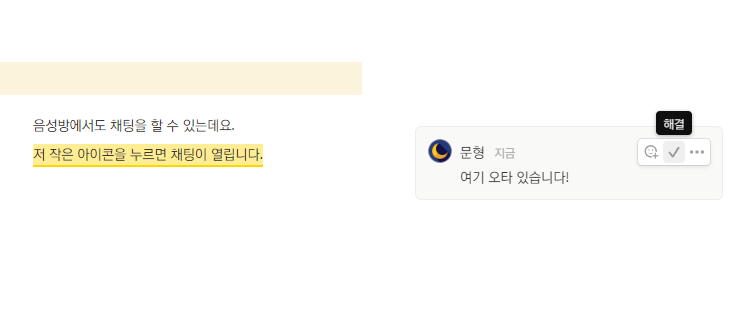 음성방에서도 채팅을 할 수 있는데요.
저 작은 아이콘을 누르면 채팅이 열립니다.
해결
문형 지금
여기 오타 있습니다!